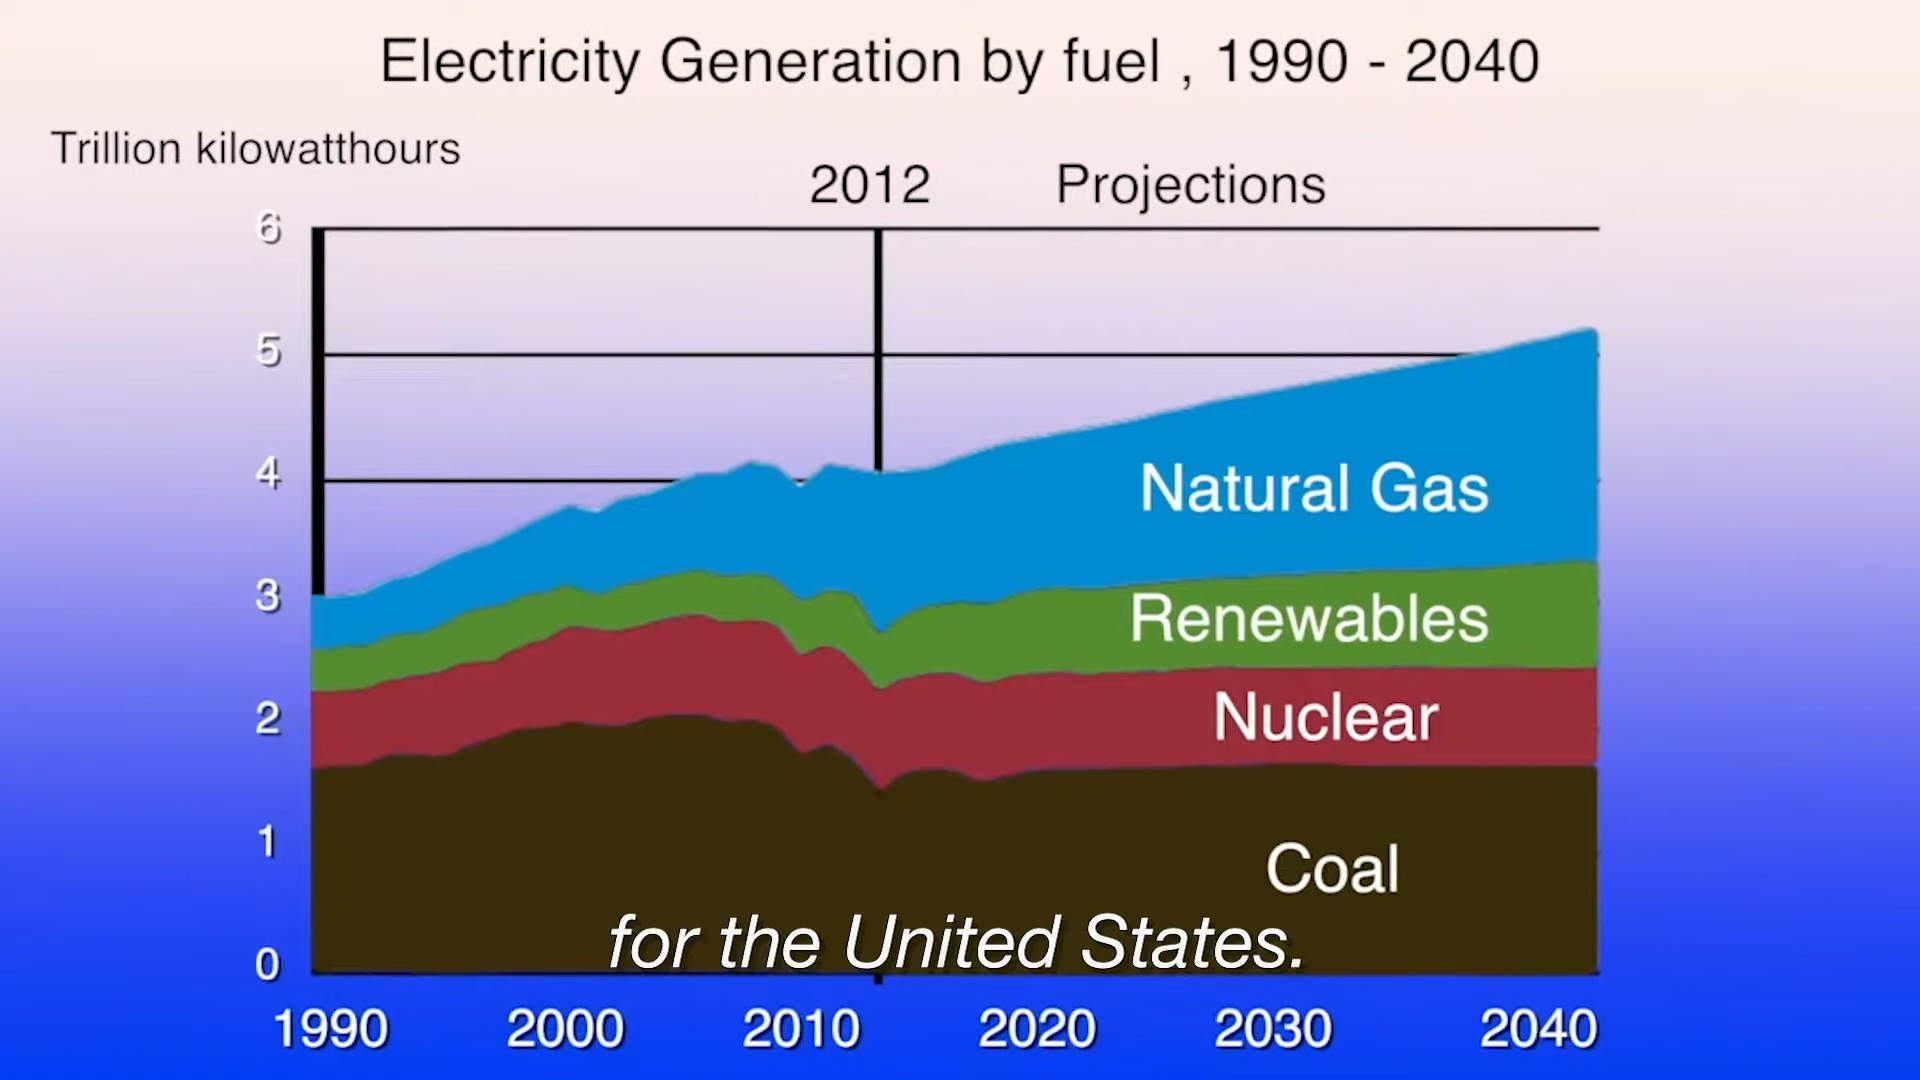 Electricity Generation by fuel , 1990 - 2040
Trillion kilowatthours
2012 Projections
6
5
4
Natural Gas
3
Renewables
2
Nuclear
1
Coal
for the United States.
0
1990 2000 2010 2020 2030 2040